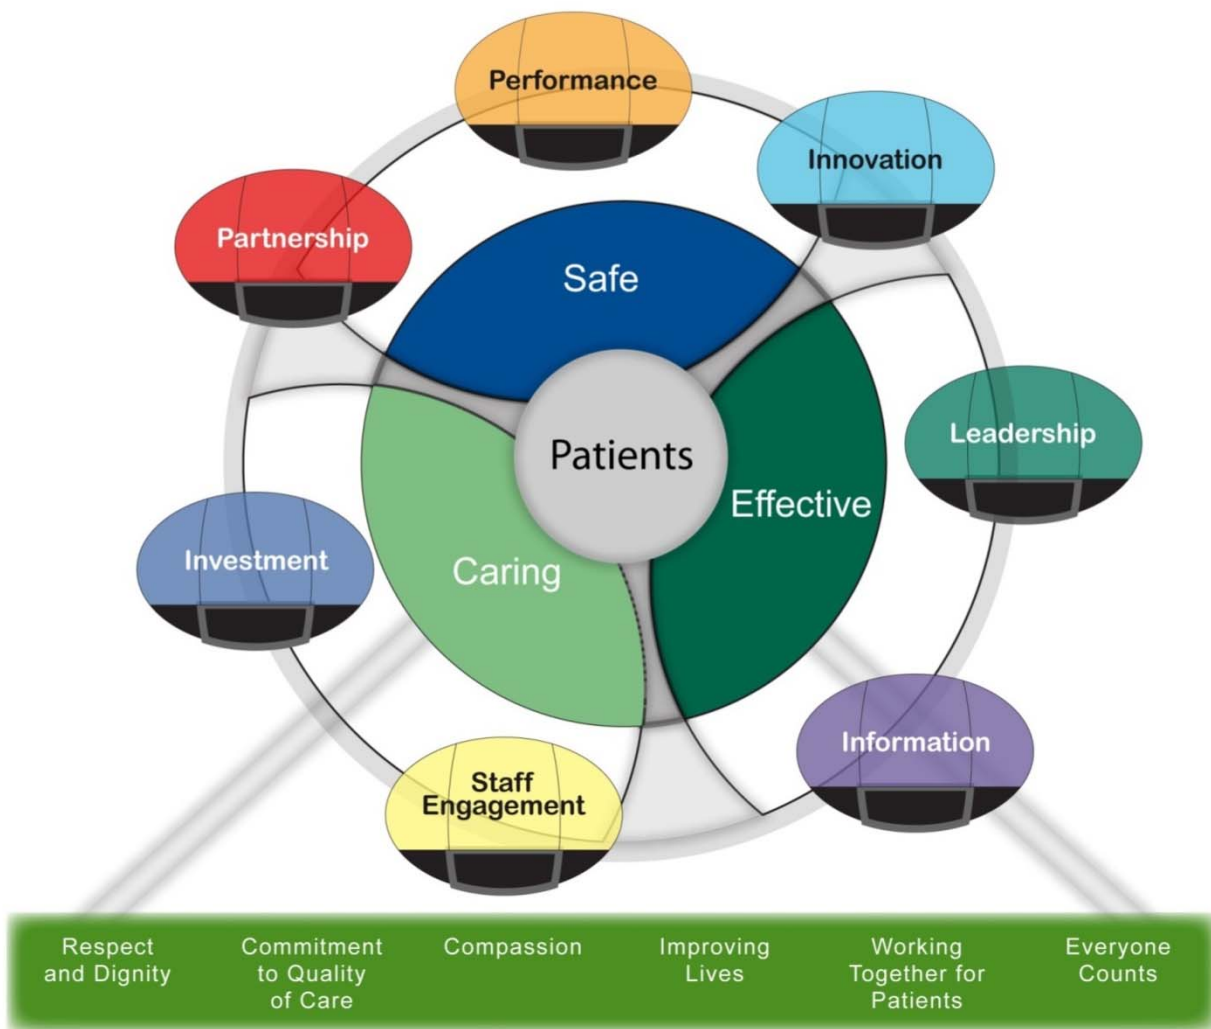 Performance
Innovation
Partnership
Safe
Leadership
Patients
Effective
Investment
Caring
Information
Staff
Engagement
Respect
and Dignity
Commitment
to Quality
of Care
Compassion
Improving
Lives
Working
Together for
Patients
Everyone
Counts